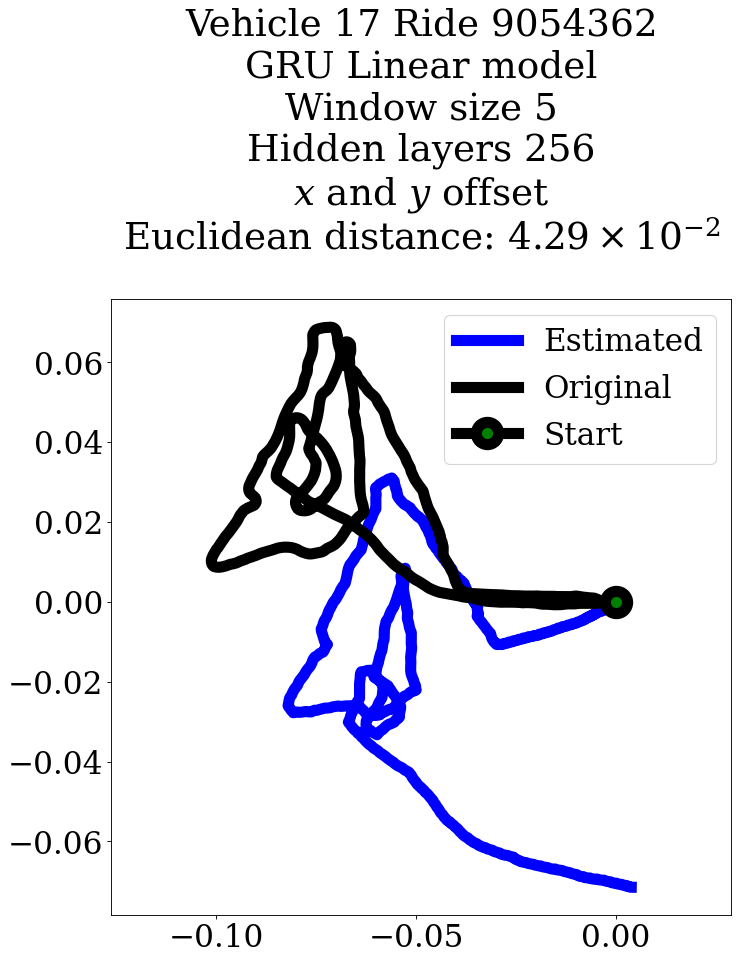 Vehicle 17 Ride 9054362
GRU Linear model
Window size 5
Hidden layers 256
x and y offset
Euclidean distance: 4.29 × 10⁻²
Estimated
Original
Start
0.06
0.04
0.02
0.00
−0.02
−0.04
−0.06
−0.10 −0.05 0.00